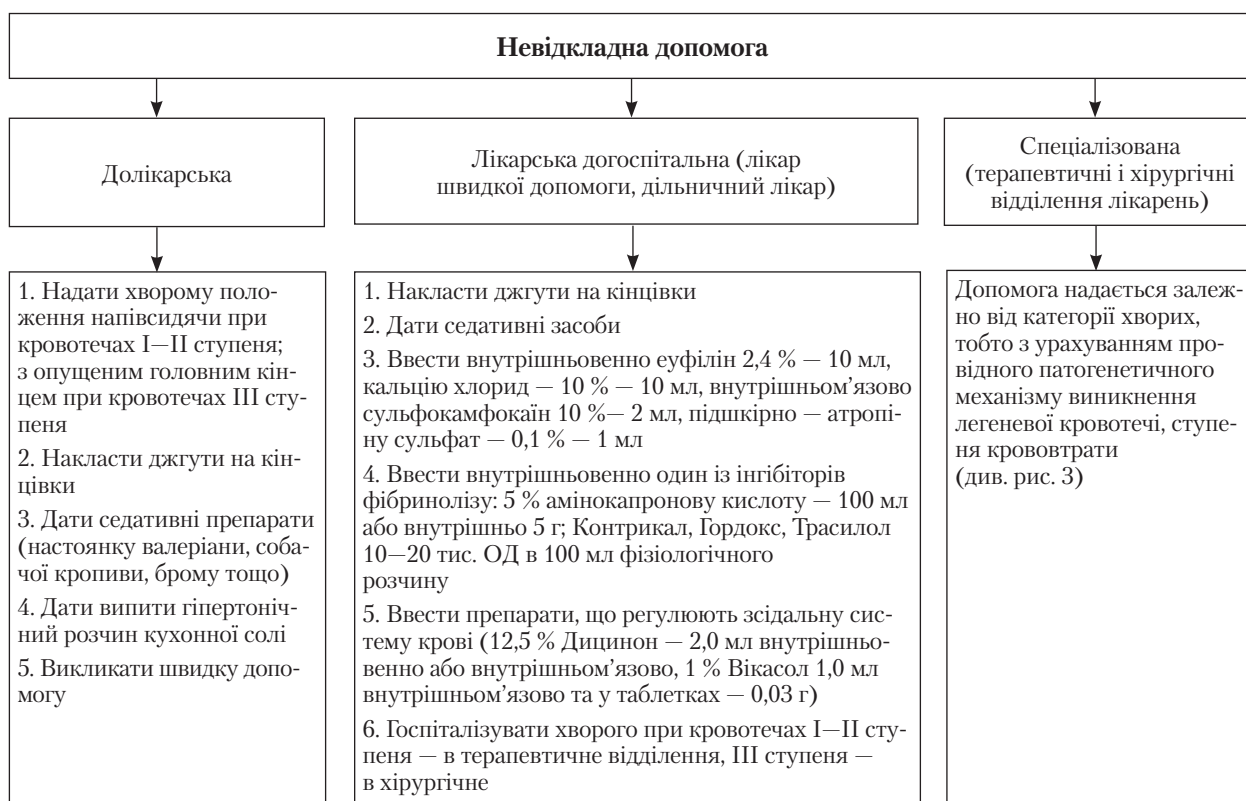 Невідкладна допомога
Долікарська
Лікарська догоспітальна (лікар
швидкої допомоги, дільничний лікар)
Спеціалізована
(терапевтичні і хірургічні
відділення лікарень)
1. Надати хворому поло-
ження напівсидячи при
кровотечах I—II ступеня;
з опущеним головним кін-
цем при кровотечах III сту-
пеня
2. Накласти джгути на кін-
цівки
3. Дати седативні препарати
(настоянку валеріани, соба-
чої кропиви, брому тощо)
4. Дати випити гіпертоніч-
ний розчин кухонної солі
5. Викликати швидку допо-
могу
1. Накласти джгути на кінцівки
2. Дати седативні засоби
3. Ввести внутрішньовенно еуфілін 2,4 % — 10 мл,
кальцію хлорид — 10 % — 10 мл, внутрішньом’язово
сульфокамфокаїн 10 %— 2 мл, підшкірно — атропі-
ну сульфат — 0,1 % — 1 мл
4. Ввести внутрішньовенно один із інгібіторів
фібринолізу: 5 % амінокапронову кислоту — 100 мл
або внутрішньо 5 г; Контрикал, Гордокс, Трасилол
10—20 тис. ОД в 100 мл фізіологічного
розчину
5. Ввести препарати, що регулюють зсідальну сис-
тему крові (12,5 % Дицинон — 2,0 мл внутрішньо-
венно або внутрішньом’язово, 1 % Вікасол 1,0 мл
внутрішньом’язово та у таблетках — 0,03 г)
6. Госпіталізувати хворого при кровотечах I—II сту-
пеня — в терапевтичне відділення, III ступеня —
в хірургічне
Допомога надається залеж-
но від категорії хворих,
тобто з урахуванням про-
відного патогенетичного
механізму виникнення
легеневої кровотечі, ступе-
ня крововтрати
(див. рис. 3)